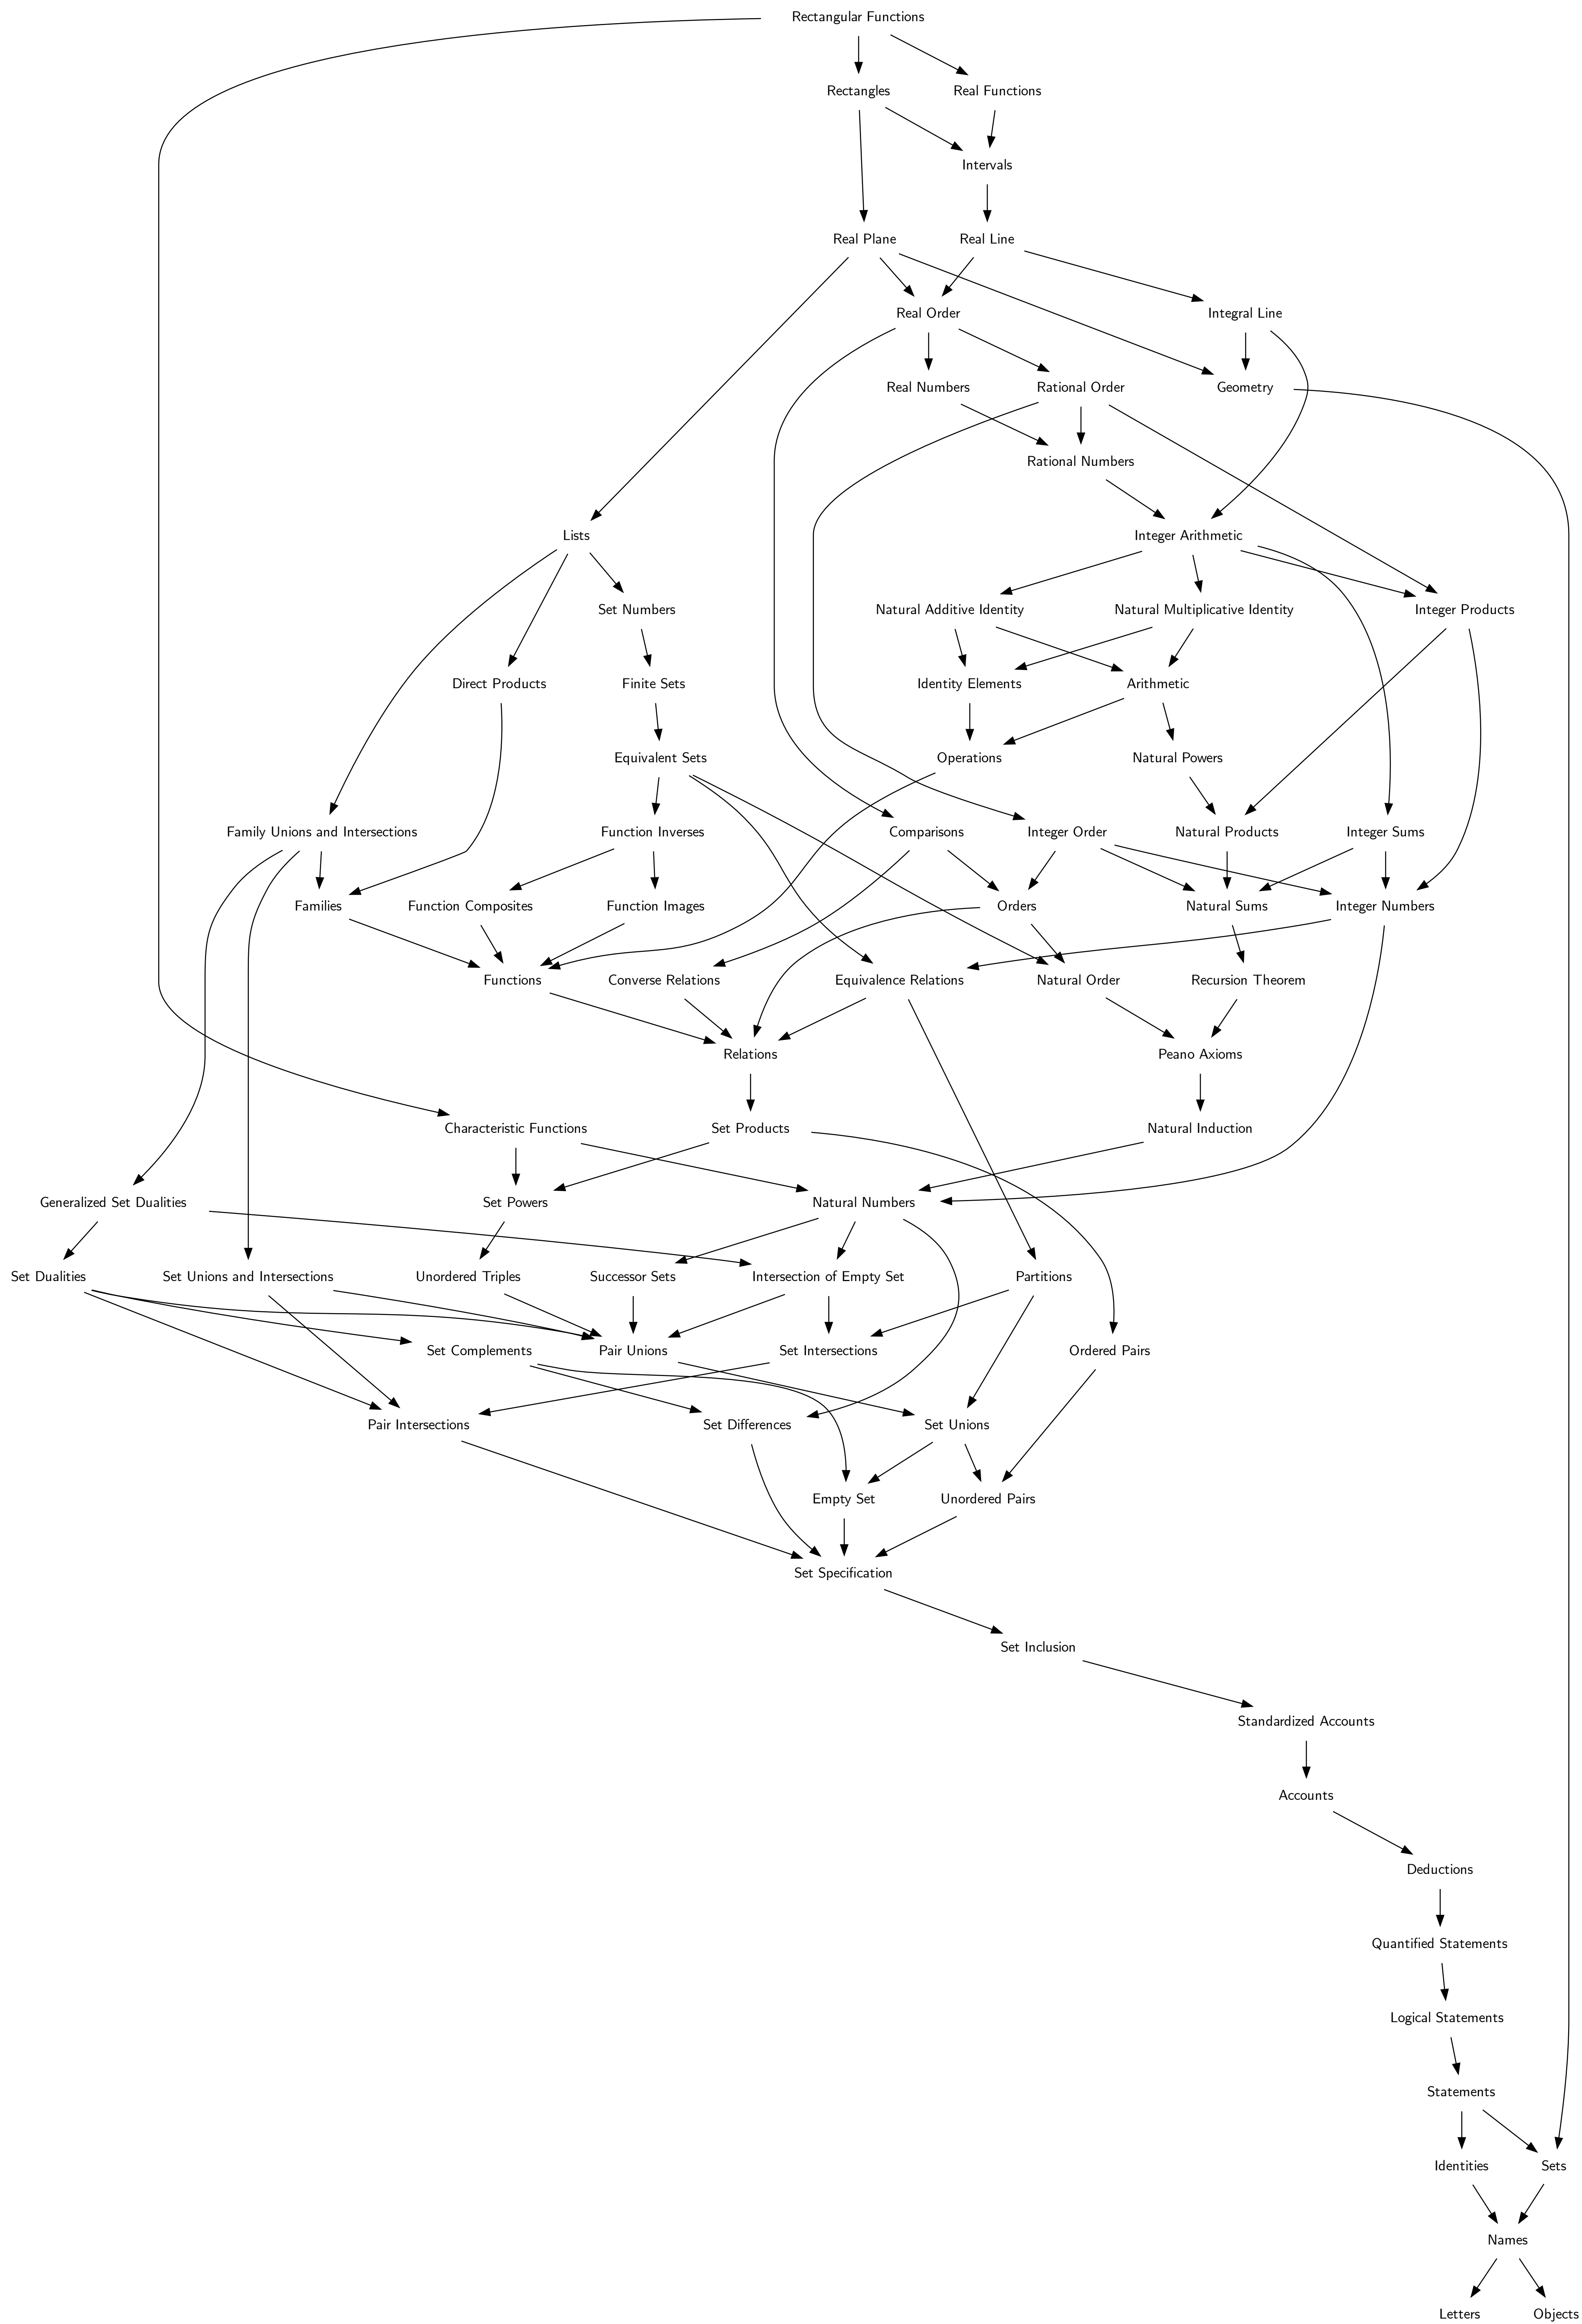 Rectangular Functions
Rectangles
Real Functions
Intervals
Real Plane
Real Line
Real Order
Integral Line
Real Numbers
Rational Order
Geometry
Rational Numbers
Lists
Integer Arithmetic
Set Numbers
Natural Additive Identity
Natural Multiplicative Identity
Integer Products
Direct Products
Finite Sets
Identity Elements
Arithmetic
Equivalent Sets
Operations
Natural Powers
Family Unions and Intersections
Function Inverses
Comparisons
Integer Order
Natural Products
Integer Sums
Families
Function Composites
Function Images
Orders
Natural Sums
Integer Numbers
Functions
Converse Relations
Equivalence Relations
Natural Order
Recursion Theorem
Relations
Peano Axioms
Characteristic Functions
Set Products
Natural Induction
Generalized Set Dualities
Set Powers
Natural Numbers
Set Dualities
Set Unions and Intersections
Unordered Triples
Successor Sets
Intersection of Empty Set
Partitions
Set Complements
Pair Unions
Set Intersections
Ordered Pairs
Pair Intersections
Set Differences
Set Unions
Empty Set
Unordered Pairs
Set Specification
Set Inclusion
Standardized Accounts
Accounts
Deductions
Quantified Statements
Logical Statements
Statements
Identities
Sets
Names
Letters
Objects